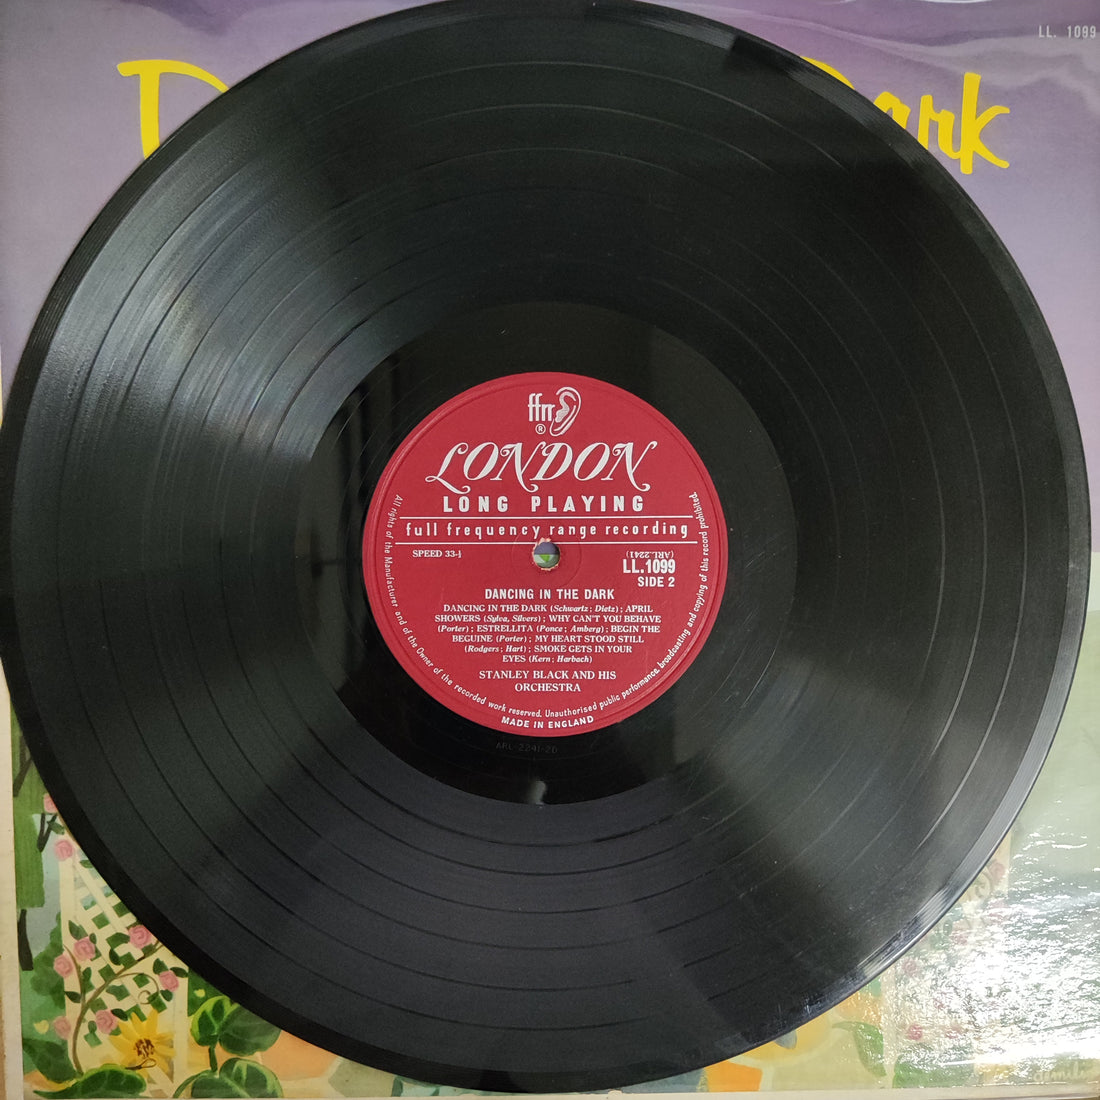 LL. 1099
D ark
ffrr
®
LONDON
LONG PLAYING
full frequency range recording
SPEED 33-⅓
(ARL.2241)
LL.1099
SIDE 2
DANCING IN THE DARK
DANCING IN THE DARK (Schwartz ; Dietz) ; APRIL
SHOWERS (Sylva, Silvers) ; WHY CAN'T YOU BEHAVE
(Porter) ; ESTRELLITA (Ponce ; Amberg) ; BEGIN THE
BEGUINE (Porter) ; MY HEART STOOD STILL
(Rodgers ; Hart) ; SMOKE GETS IN YOUR
EYES (Kern ; Harbach)
STANLEY BLACK AND HIS
ORCHESTRA
All rights of the Manufacturer and of the Owner of the recorded work reserved. Unauthorised public performance, broadcasting and copying of this record prohibited.
MADE IN ENGLAND
ARL-2241-2D